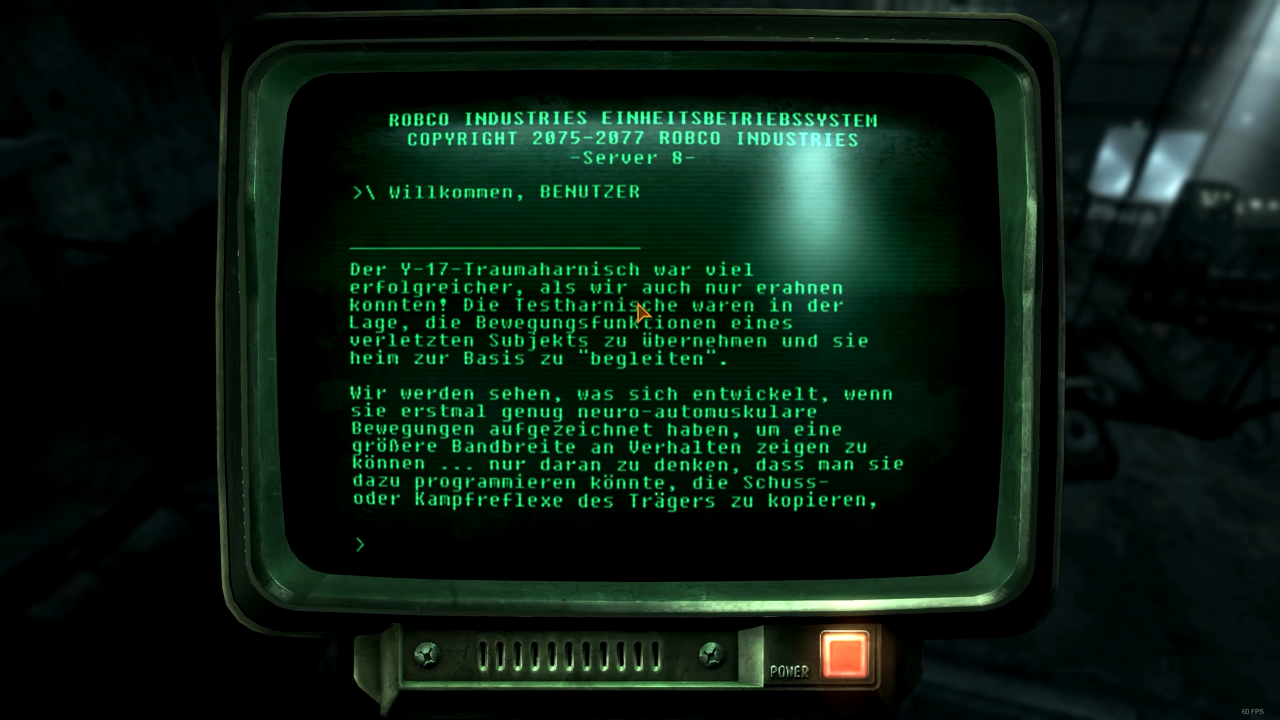 ROBCO INDUSTRIES EINHEITSBETRIEBSSYSTEM
COPYRIGHT 2075-2077 ROBCO INDUSTRIES
-Server 8-
>\ Willkommen, BENUTZER
Der Y-17-Traumaharnisch war viel
erfolgreicher, als wir auch nur erahnen
konnten! Die Testharnische waren in der
Lage, die Bewegungsfunktionen eines
verletzten Subjekts zu übernehmen und sie
heim zur Basis zu "begleiten".
Wir werden sehen, was sich entwickelt, wenn
sie erstmal genug neuro-automuskulare
Bewegungen aufgezeichnet haben, um eine
größere Bandbreite an Verhalten zeigen zu
können ... nur daran zu denken, dass man sie
dazu programmieren könnte, die Schuss-
oder Kampfreflexe des Trägers zu kopieren,
>
POWER
60 FPS